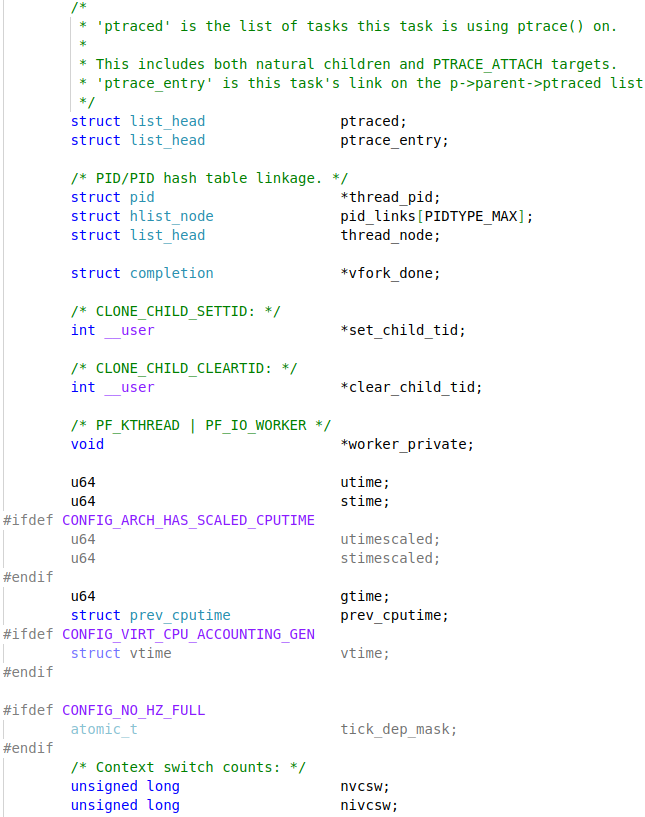 /*
 * 'ptraced' is the list of tasks this task is using ptrace() on.
 *
 * This includes both natural children and PTRACE_ATTACH targets.
 * 'ptrace_entry' is this task's link on the p->parent->ptraced list
 */
struct list_head ptraced;
struct list_head ptrace_entry;
/* PID/PID hash table linkage. */
struct pid *thread_pid;
struct hlist_node pid_links[PIDTYPE_MAX];
struct list_head thread_node;
struct completion *vfork_done;
/* CLONE_CHILD_SETTID: */
int __user *set_child_tid;
/* CLONE_CHILD_CLEARTID: */
int __user *clear_child_tid;
/* PF_KTHREAD | PF_IO_WORKER */
void *worker_private;
u64 utime;
u64 stime;
#ifdef CONFIG_ARCH_HAS_SCALED_CPUTIME
u64 utimescaled;
u64 stimescaled;
#endif
u64 gtime;
struct prev_cputime prev_cputime;
#ifdef CONFIG_VIRT_CPU_ACCOUNTING_GEN
struct vtime vtime;
#endif
#ifdef CONFIG_NO_HZ_FULL
atomic_t tick_dep_mask;
#endif
/* Context switch counts: */
unsigned long nvcsw;
unsigned long nivcsw;